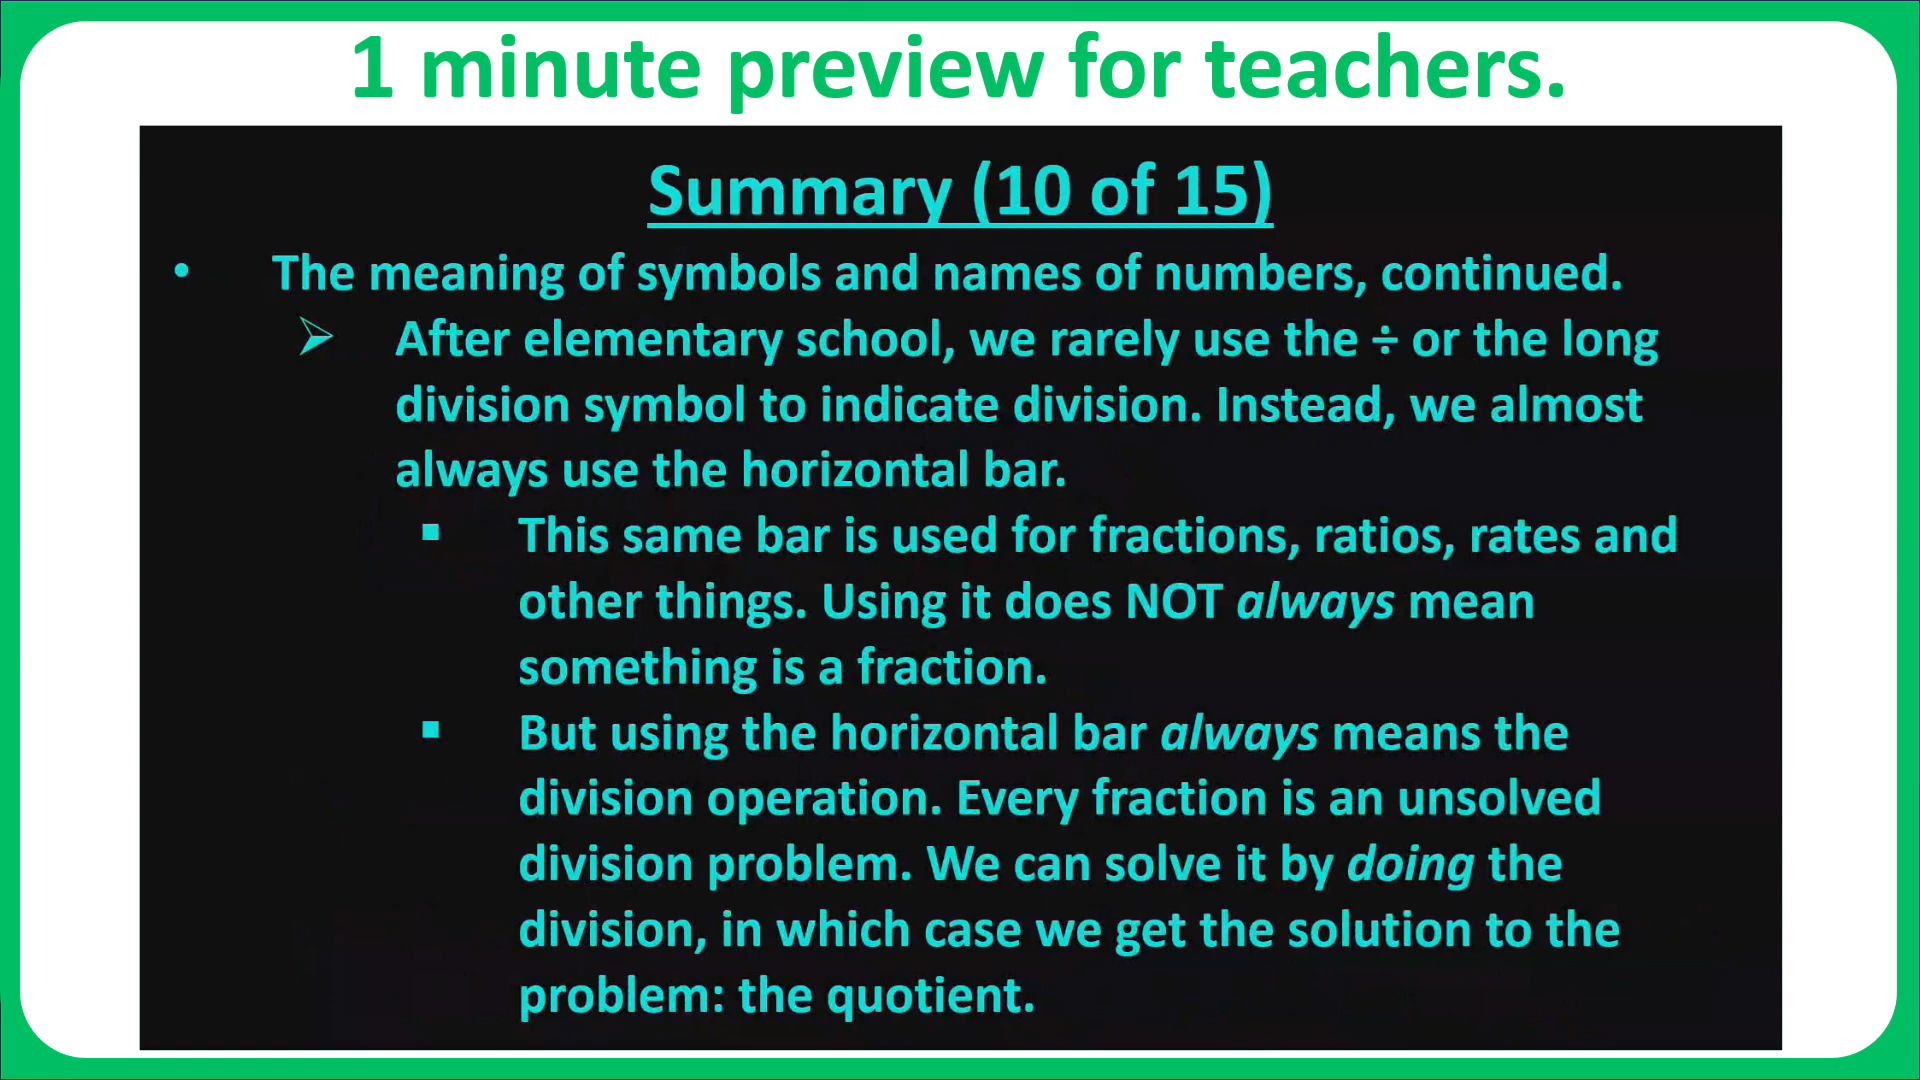 1 minute preview for teachers.
Summary (10 of 15)
• The meaning of symbols and names of numbers, continued.
➢ After elementary school, we rarely use the ÷ or the long
division symbol to indicate division. Instead, we almost
always use the horizontal bar.
▪ This same bar is used for fractions, ratios, rates and
other things. Using it does NOT always mean
something is a fraction.
▪ But using the horizontal bar always means the
division operation. Every fraction is an unsolved
division problem. We can solve it by doing the
division, in which case we get the solution to the
problem: the quotient.